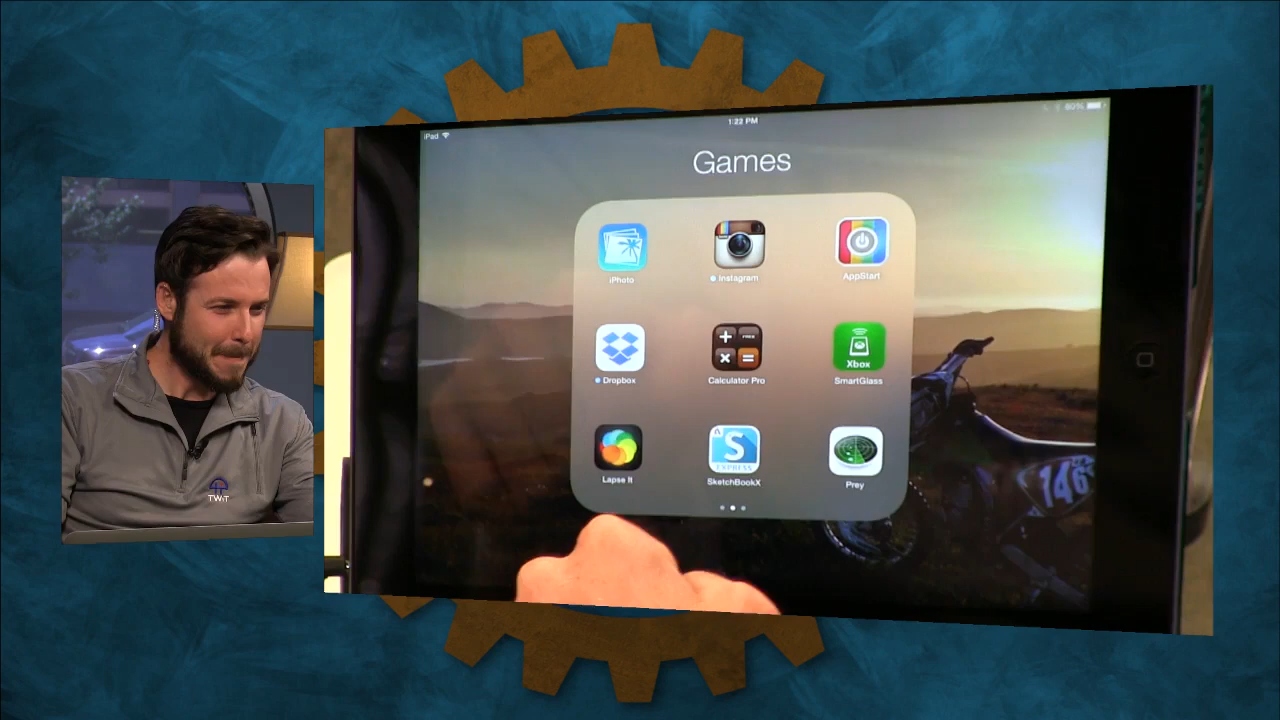 iPad
1:22 PM
80%
Games
iPhoto
Instagram
AppStart
Dropbox
FREE
Calculator Pro
Xbox
SmartGlass
Lapse It
S
EXPRESS
SketchBookX
Prey
146
TWiT